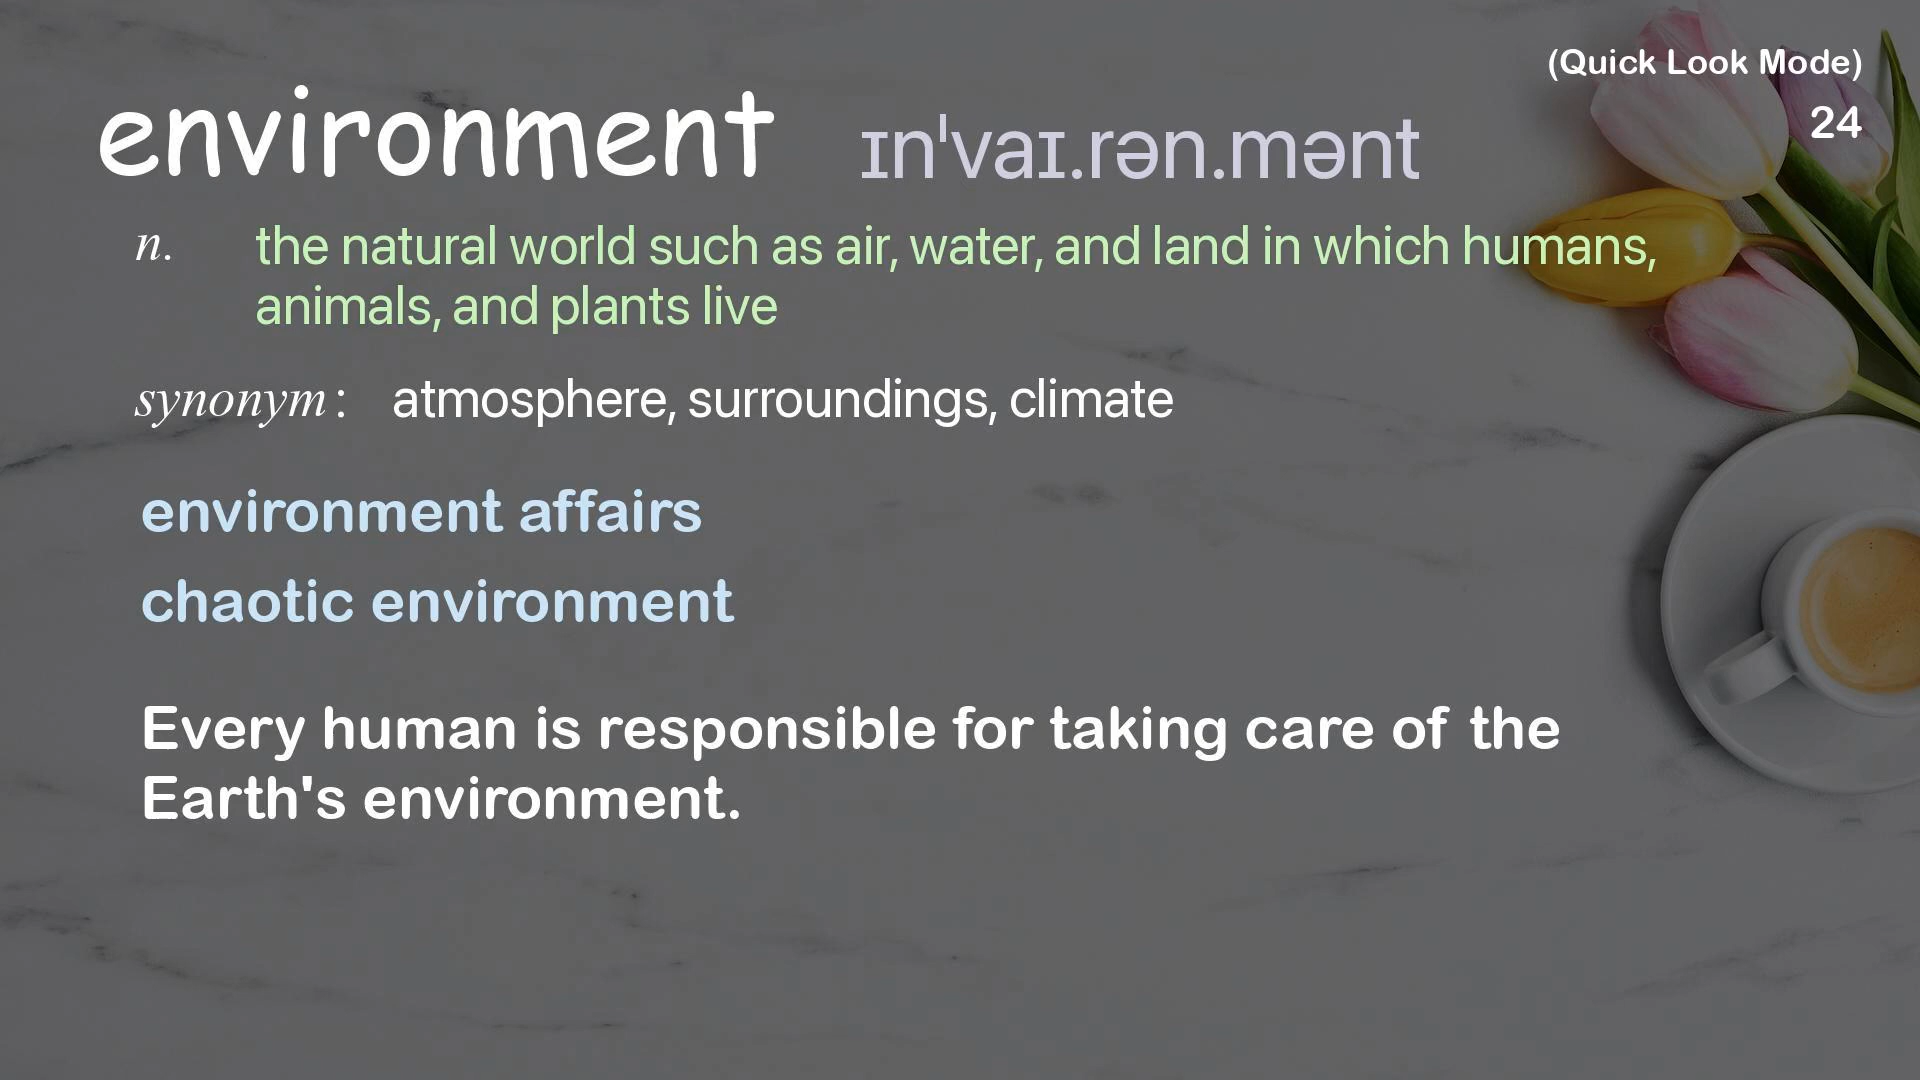 (Quick Look Mode)
24
environment ɪnˈvaɪ.rən.mənt
n. the natural world such as air, water, and land in which humans,
animals, and plants live
synonym : atmosphere, surroundings, climate
environment affairs
chaotic environment
Every human is responsible for taking care of the
Earth's environment.